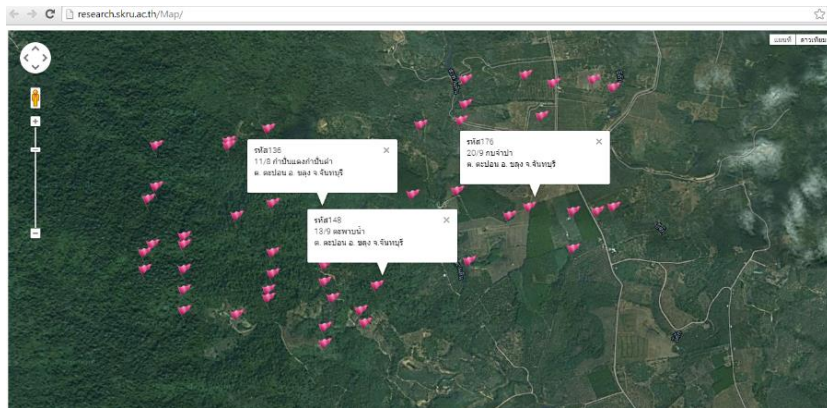 research.skru.ac.th/Map/
แผนที่ ดาวเทียม
รหัส136
11/8 กำปั่นแดงกำปั่นดำ
ต. ตะปอน อ. ขลุง จ.จันทบุรี
รหัส176
20/9 กบจำปา
ต. ตะปอน อ. ขลุง จ.จันทบุรี
รหัส148
13/9 ตะพาบน้ำ
ต. ตะปอน อ. ขลุง จ.จันทบุรี